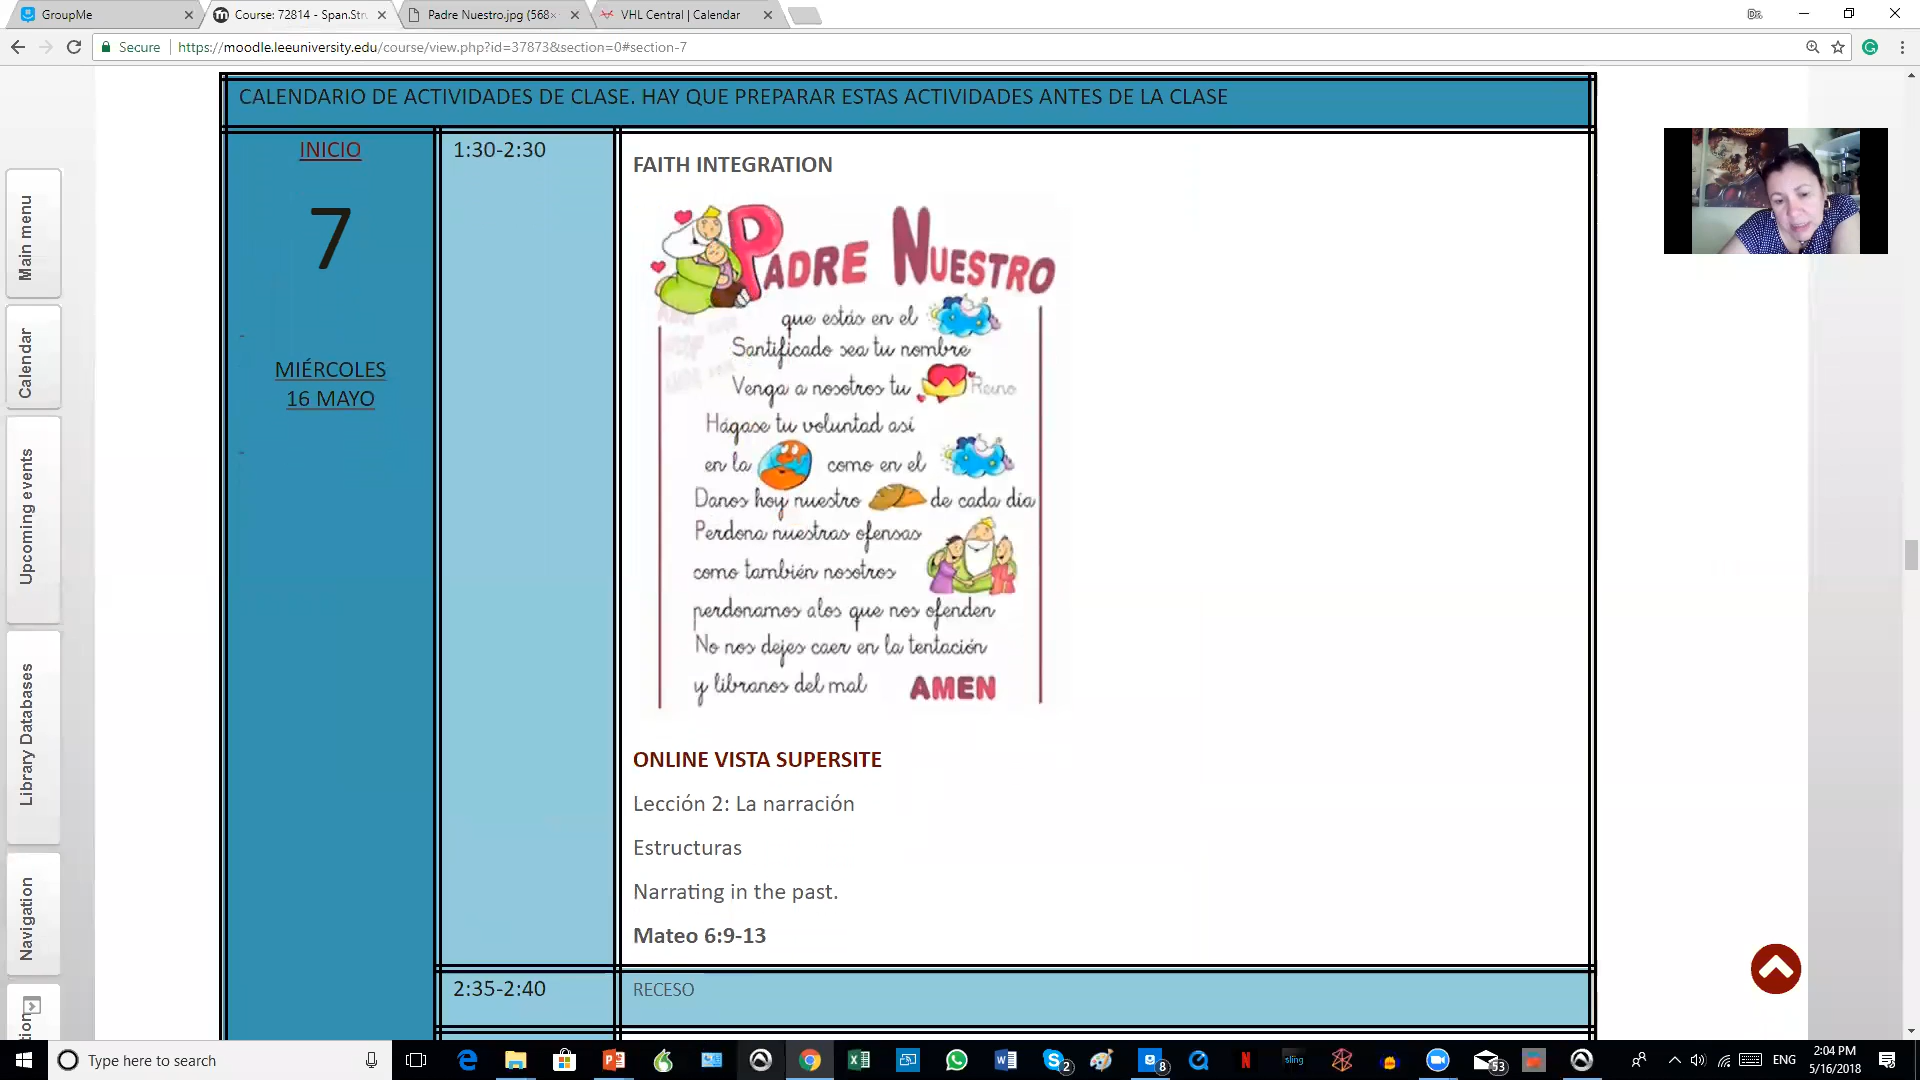 GroupMe
Course: 72814 - Span.Str
Padre Nuestro.jpg (568×
VHL Central | Calendar
Secure
https://moodle.leeuniversity.edu/course/view.php?id=37873&section=0#section-7
CALENDARIO DE ACTIVIDADES DE CLASE. HAY QUE PREPARAR ESTAS ACTIVIDADES ANTES DE LA CLASE
INICIO
7
MIÉRCOLES
16 MAYO
1:30-2:30
FAITH INTEGRATION
PADRE NUESTRO
que estás en el
Santificado sea tu nombre
Venga a nosotros tu Reino
Hágase tu voluntad así
en la como en el
Danos hoy nuestro de cada día
Perdona nuestras ofensas
como también nosotros
perdonamos alos que nos ofenden
No nos dejes caer en la tentación
y libranos del mal AMEN
ONLINE VISTA SUPERSITE
Lección 2: La narración
Estructuras
Narrating in the past.
Mateo 6:9-13
2:35-2:40
RECESO
Main menu
Calendar
Upcoming events
Library Databases
Navigation
Type here to search
sling
2
8
53
ENG
2:04 PM
5/16/2018